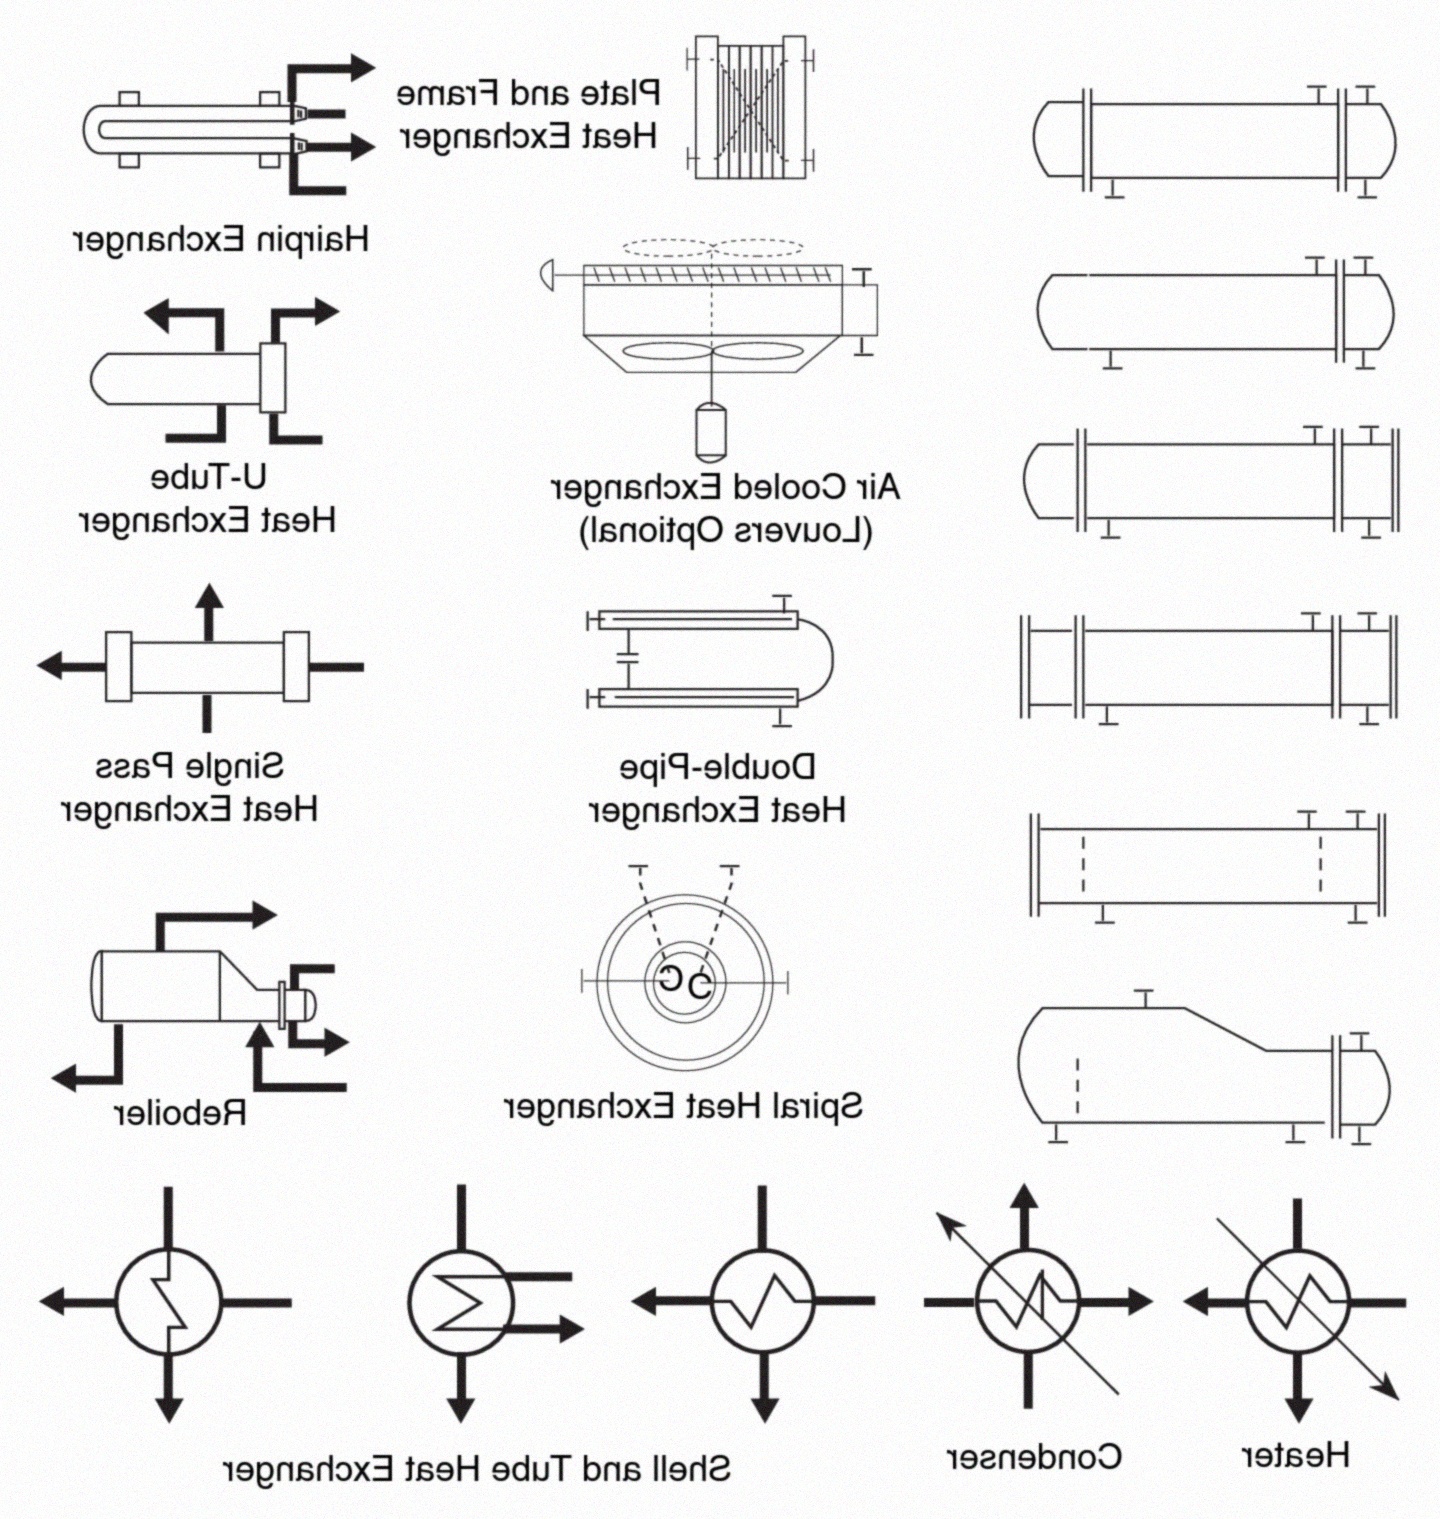 Plate and Frame
Heat Exchanger
Hairpin Exchanger
U-Tube
Heat Exchanger
Air Cooled Exchanger
(Louvers Optional)
Single Pass
Heat Exchanger
Double-Pipe
Heat Exchanger
C C
Reboiler
Spiral Heat Exchanger
Shell and Tube Heat Exchanger
Condenser
Heater